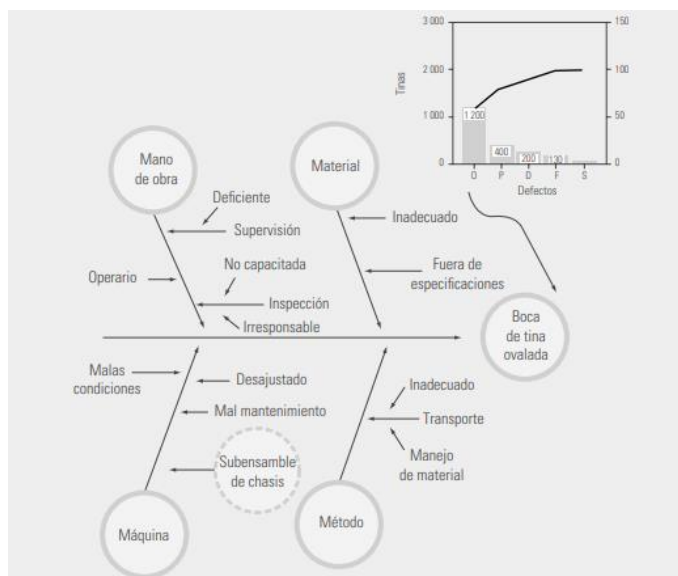 3 000
2 000
1 000
0
Tinas
150
100
50
0
1 200
400
200
130
O P D F S
Defectos
Mano
de obra
Material
Deficiente
Supervisión
Inadecuado
No capacitada
Operario
Fuera de
especificaciones
Inspección
Irresponsable
Boca
de tina
ovalada
Malas
condiciones
Desajustado
Mal mantenimiento
Inadecuado
Transporte
Manejo
de material
Subensamble
de chasis
Máquina
Método